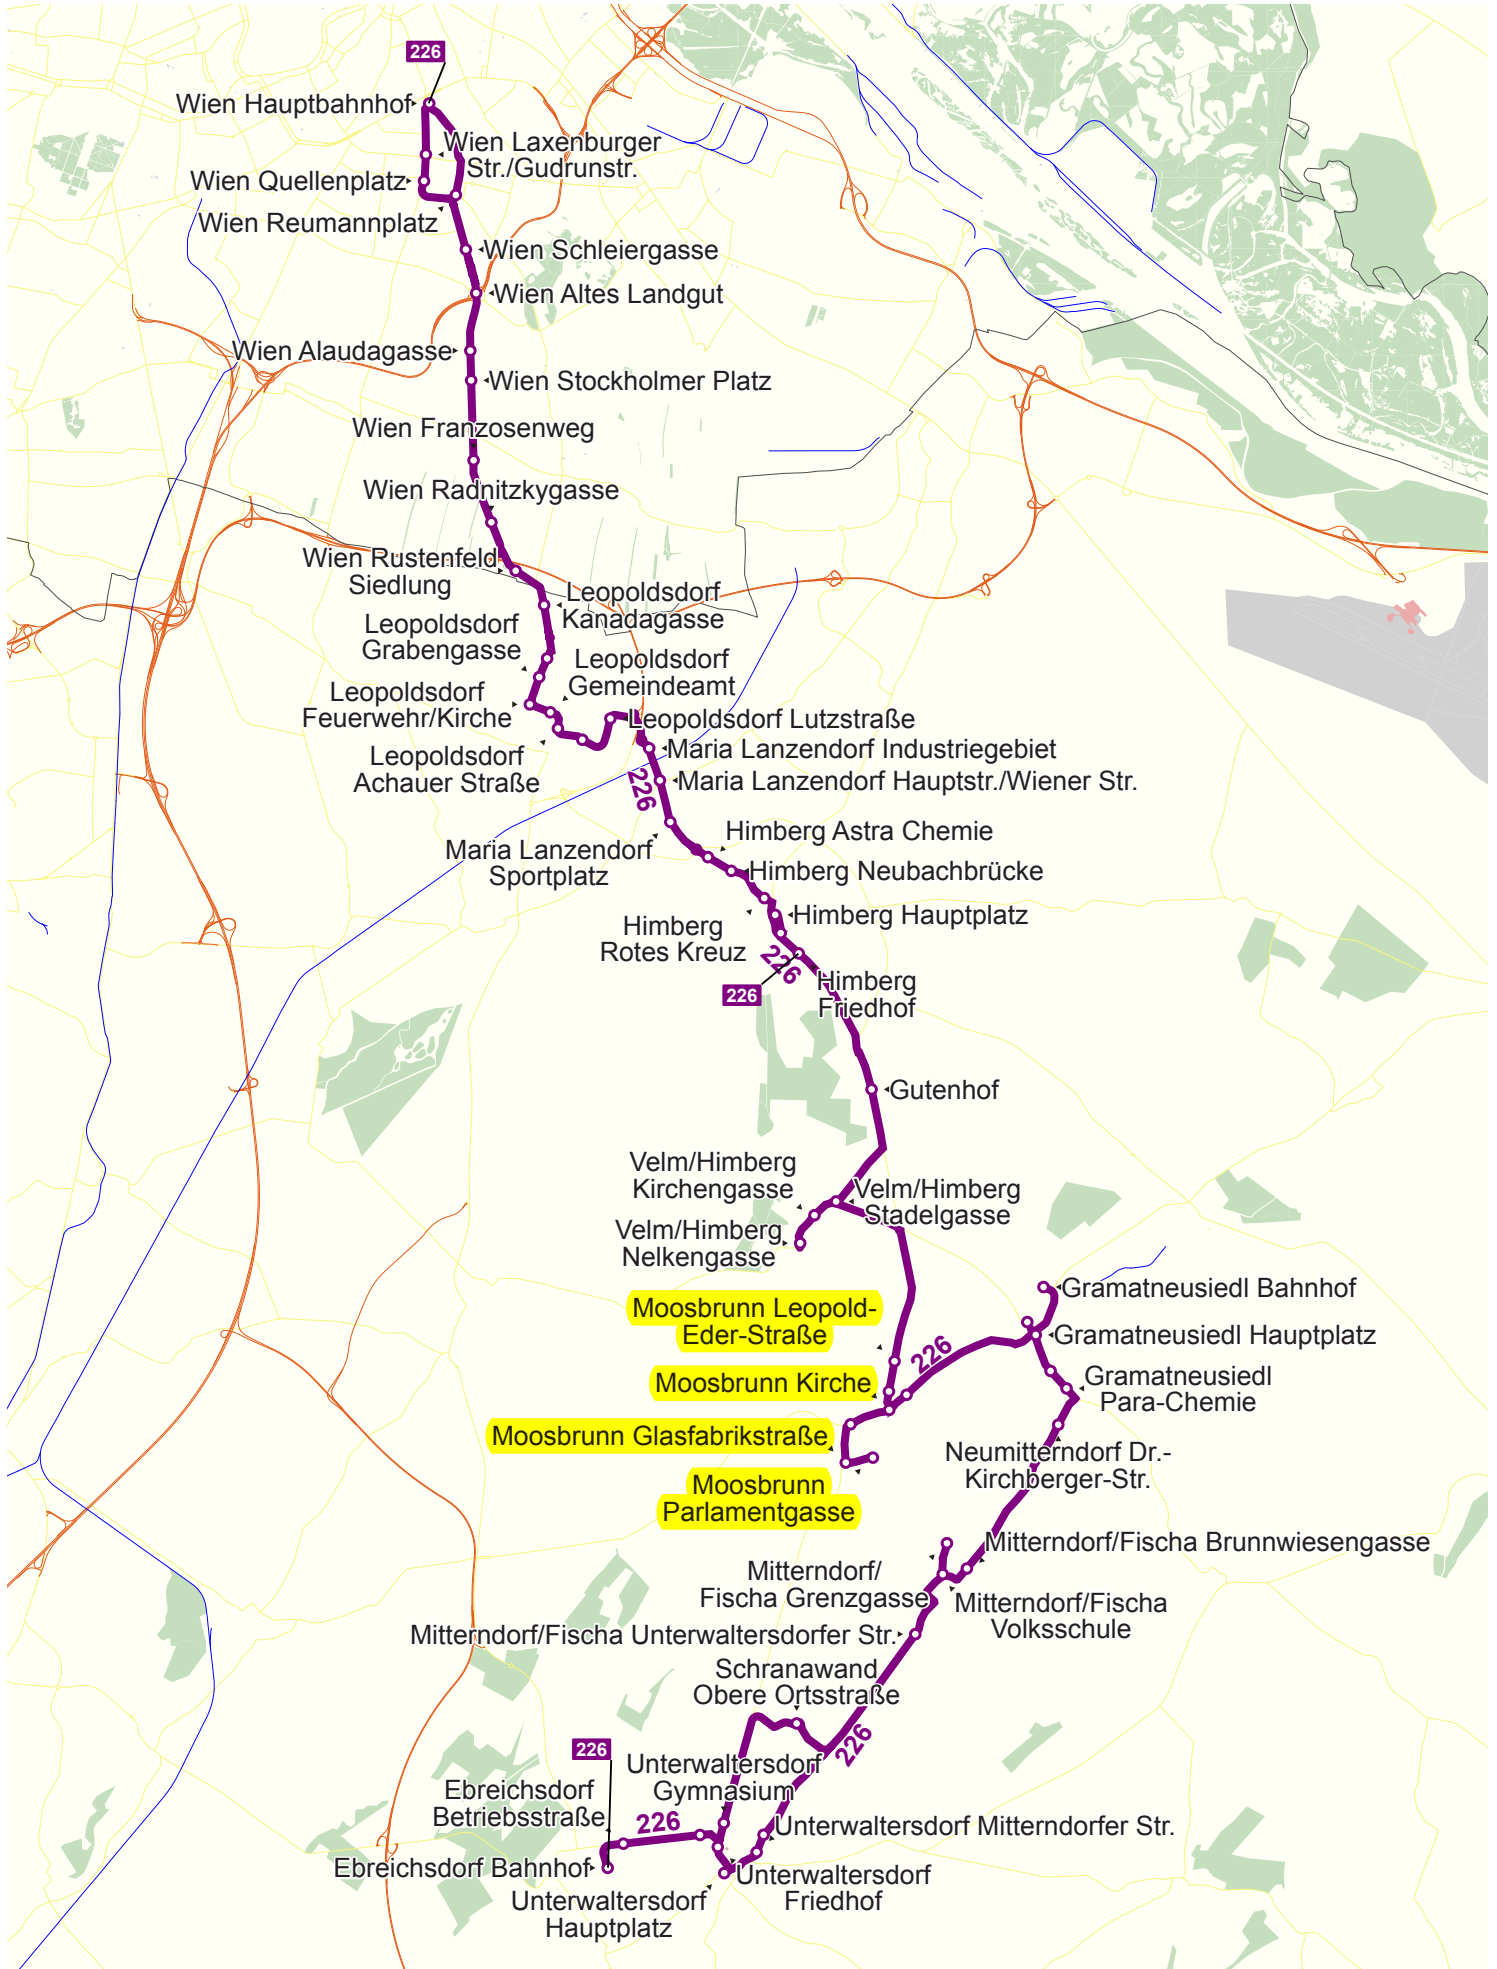 226
Wien Hauptbahnhof
Wien Laxenburger
Str./Gudrunstr.
Wien Quellenplatz
Wien Reumannplatz
Wien Schleiergasse
Wien Altes Landgut
Wien Alaudagasse
Wien Stockholmer Platz
Wien Franzosenweg
Wien Radnitzkygasse
Wien Rustenfeld
Siedlung
Leopoldsdorf
Kanadagasse
Leopoldsdorf
Grabengasse
Leopoldsdorf
Gemeindeamt
Leopoldsdorf
Feuerwehr/Kirche
Leopoldsdorf Lutzstraße
Leopoldsdorf
Achauer Straße
Maria Lanzendorf Industriegebiet
226
Maria Lanzendorf Hauptstr./Wiener Str.
Maria Lanzendorf
Sportplatz
Himberg Astra Chemie
Himberg Neubachbrücke
Himberg
Rotes Kreuz
Himberg Hauptplatz
226
226
Himberg
Friedhof
Gutenhof
Velm/Himberg
Kirchengasse
Velm/Himberg
Stadelgasse
Velm/Himberg
Nelkengasse
Gramatneusiedl Bahnhof
Moosbrunn Leopold-
Eder-Straße
Gramatneusiedl Hauptplatz
226
Moosbrunn Kirche
Gramatneusiedl
Para-Chemie
Moosbrunn Glasfabrikstraße
Neumitterndorf Dr.-
Kirchberger-Str.
Moosbrunn
Parlamentgasse
Mitterndorf/Fischa Brunnwiesengasse
Mitterndorf/
Fischa Grenzgasse
Mitterndorf/Fischa
Volksschule
Mitterndorf/Fischa Unterwaltersdorfer Str.
Schranawand
Obere Ortsstraße
226
226
Unterwaltersdorf
Gymnasium
Ebreichsdorf
Betriebsstraße
226
Unterwaltersdorf Mitterndorfer Str.
Ebreichsdorf Bahnhof
Unterwaltersdorf
Friedhof
Unterwaltersdorf
Hauptplatz